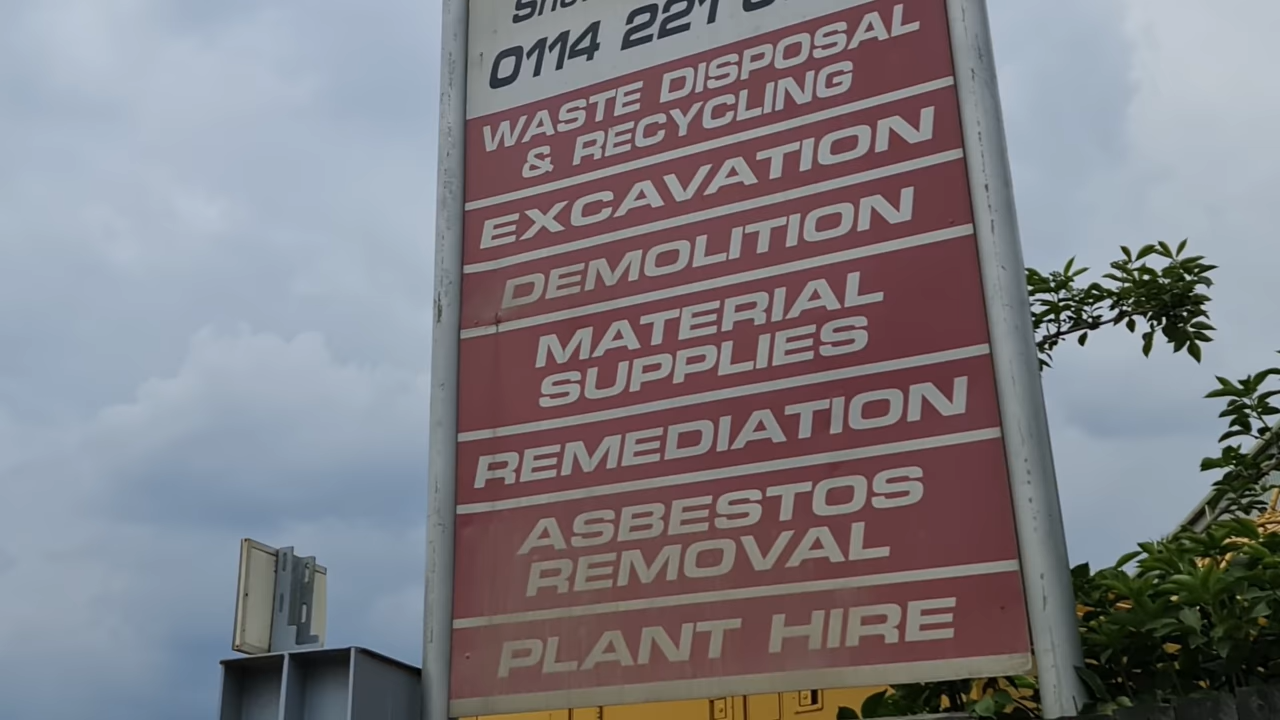 0114 221
WASTE DISPOSAL
& RECYCLING
EXCAVATION
DEMOLITION
MATERIAL
SUPPLIES
REMEDIATION
ASBESTOS
REMOVAL
PLANT HIRE